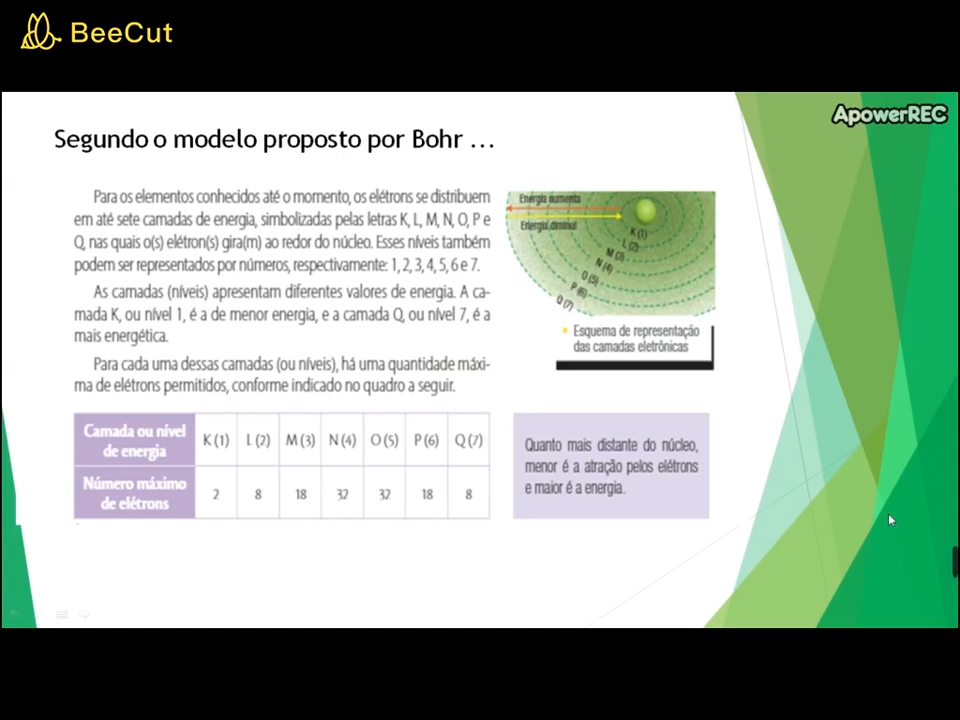 BeeCut
ApowerREC
Segundo o modelo proposto por Bohr ...
Para os elementos conhecidos até o momento, os elétrons se distribuem
em até sete camadas de energia, simbolizadas pelas letras K, L, M, N, O, P e
Q, nas quais o(s) elétron(s) gira(m) ao redor do núcleo. Esses níveis também
podem ser representados por números, respectivamente: 1, 2, 3, 4, 5, 6 e 7.
As camadas (níveis) apresentam diferentes valores de energia. A ca-
mada K, ou nível 1, é a de menor energia, e a camada Q, ou nível 7, é a
mais energética.
Para cada uma dessas camadas (ou níveis), há uma quantidade máxi-
ma de elétrons permitidos, conforme indicado no quadro a seguir.
Energia aumenta
Energia diminui
K (1)
L (2)
M (3)
N (4)
O (5)
P (6)
Q (7)
Esquema de representação
das camadas eletrônicas
Camada ou nível
de energia
K (1) L (2) M (3) N (4) O (5) P (6) Q (7)
Número máximo
de elétrons
2 8 18 32 32 18 8
Quanto mais distante do núcleo,
menor é a atração pelos elétrons
e maior é a energia.